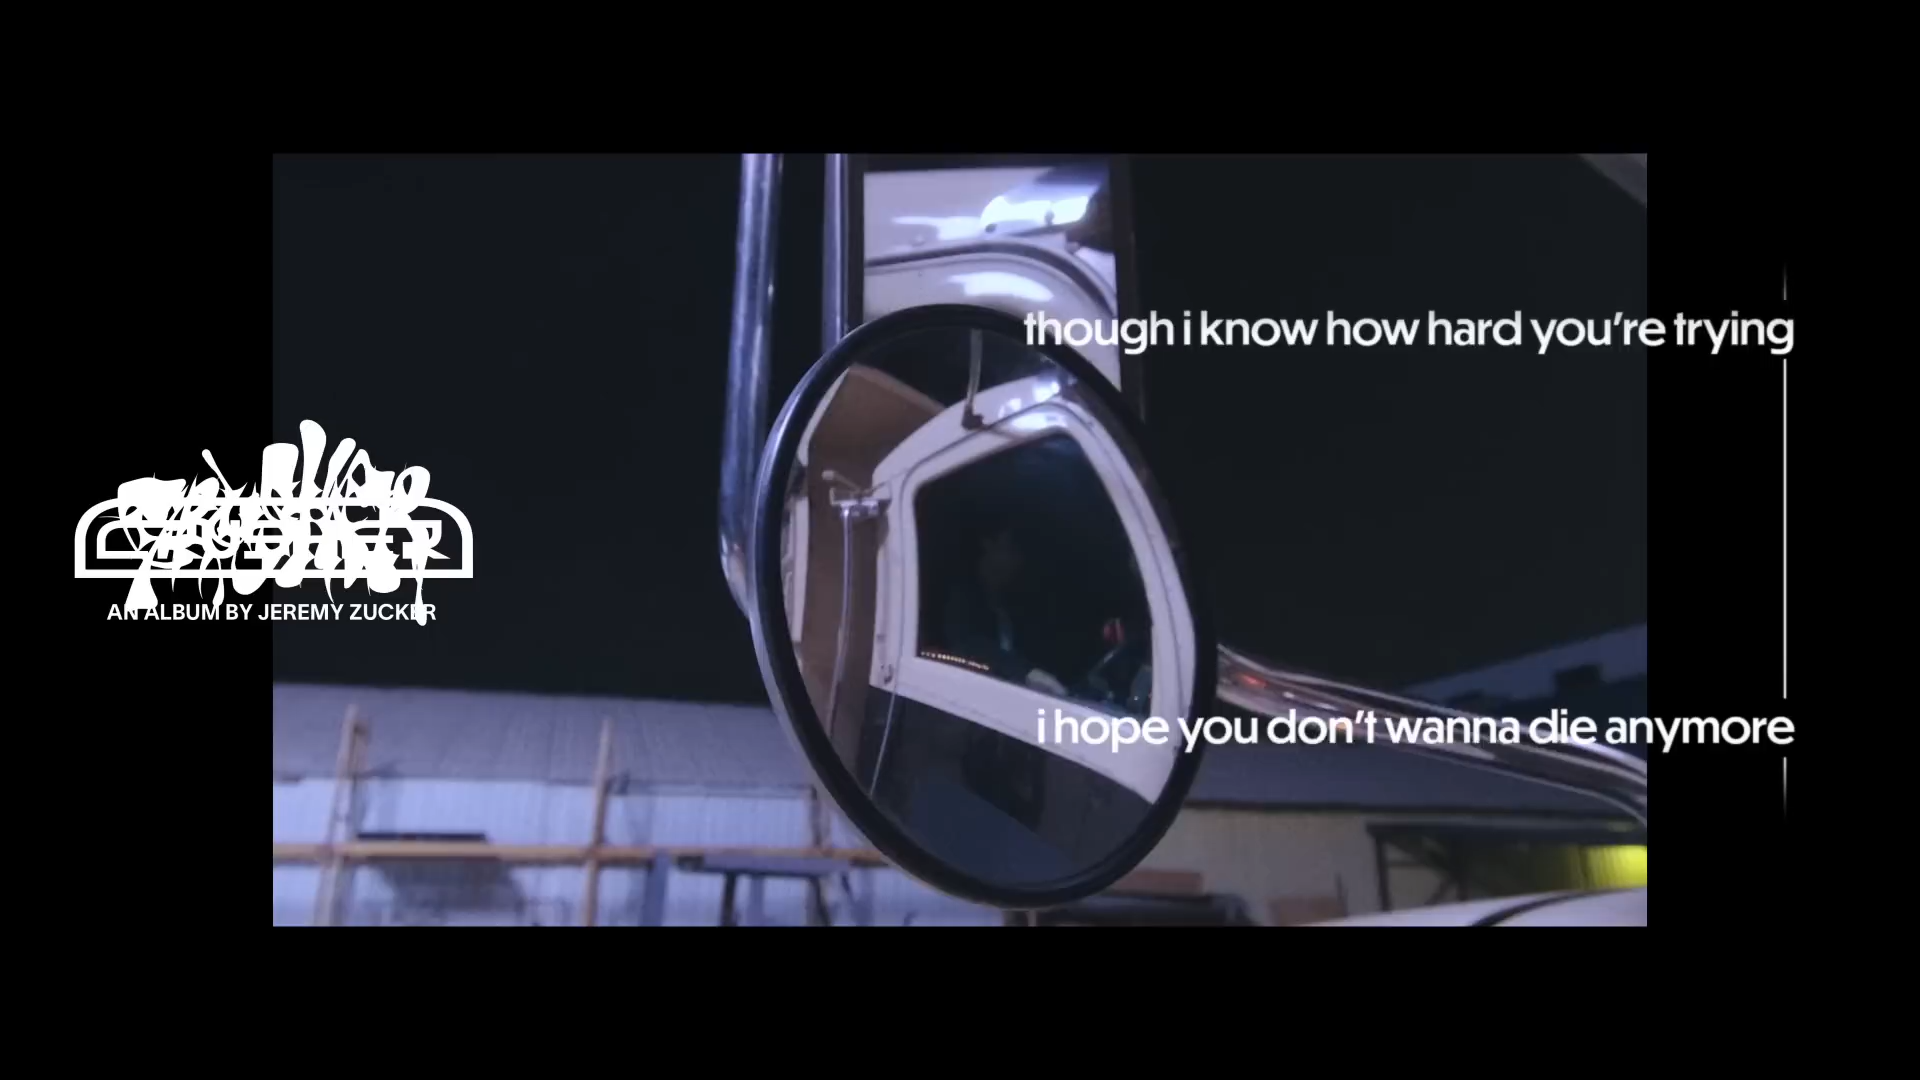 though i know how hard you're trying
AN ALBUM BY JEREMY ZUCKER
i hope you don't wanna die anymore